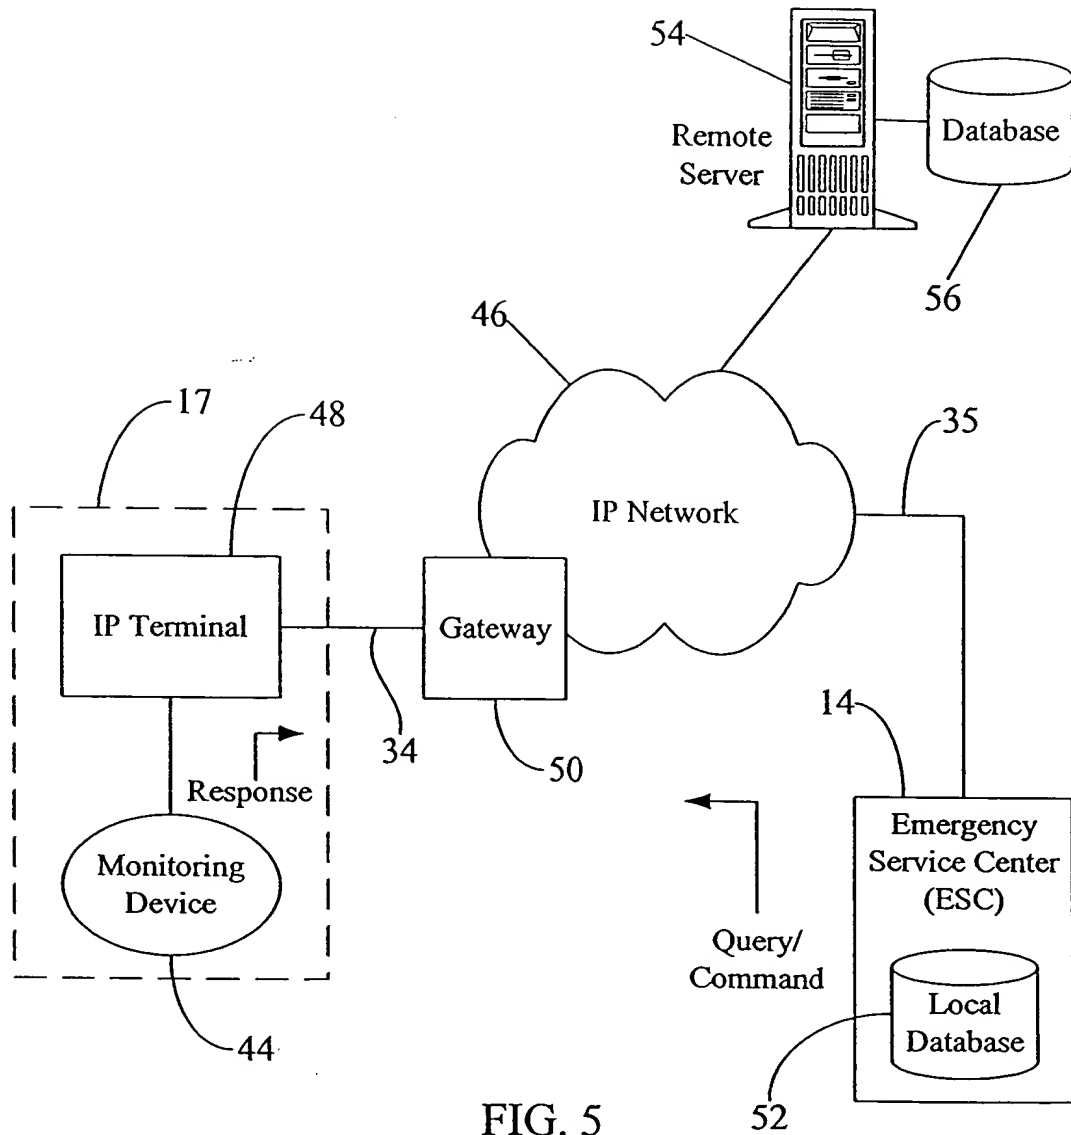 54
Remote
Server
Database
56
46
17
48
35
IP Network
IP Terminal
Gateway
34
50
14
Response
Monitoring
Device
Emergency
Service Center
(ESC)
Query/
Command
Local
Database
44
52
FIG. 5